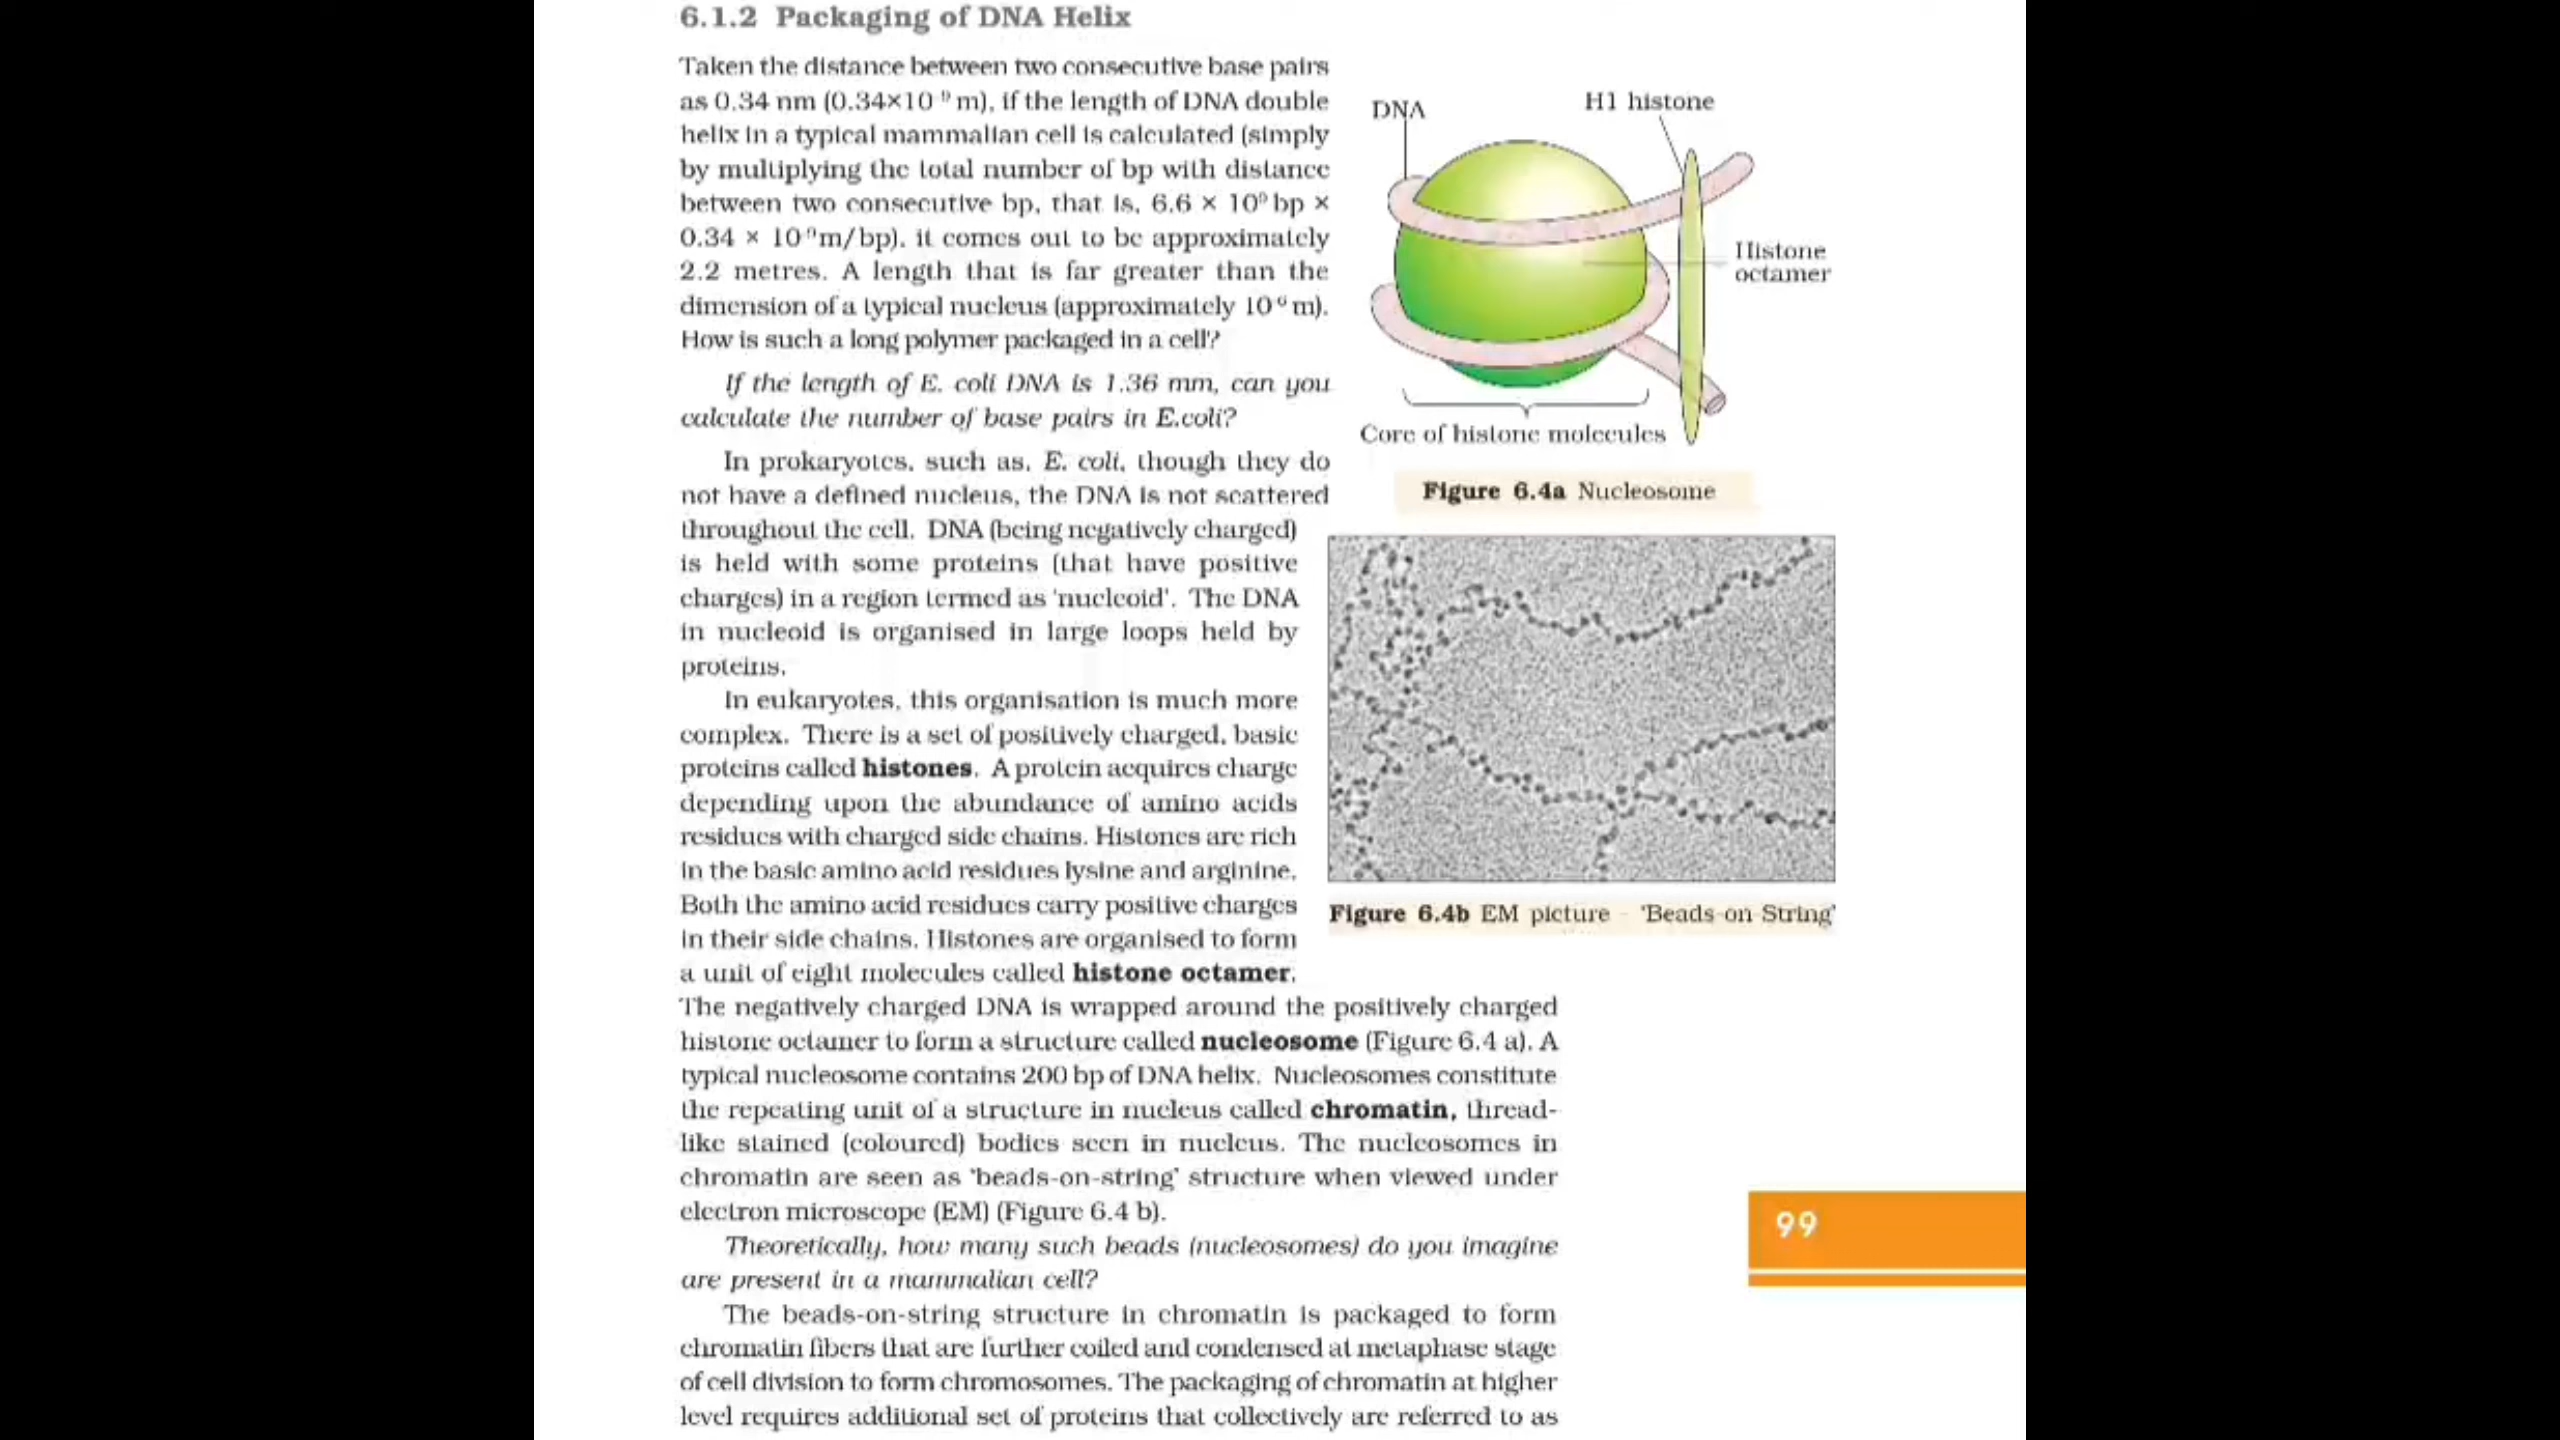 6.1.2 Packaging of DNA Helix
Taken the distance between two consecutive base pairs
as 0.34 nm (0.34×10⁻⁹ m), if the length of DNA double
helix in a typical mammalian cell is calculated (simply
by multiplying the total number of bp with distance
between two consecutive bp, that is, 6.6 × 10⁹ bp ×
0.34 × 10⁻⁹m/bp), it comes out to be approximately
2.2 metres. A length that is far greater than the
dimension of a typical nucleus (approximately 10⁻⁶ m).
How is such a long polymer packaged in a cell?
If the length of E. coli DNA is 1.36 mm, can you
calculate the number of base pairs in E.coli?
In prokaryotes, such as, E. coli, though they do
not have a defined nucleus, the DNA is not scattered
throughout the cell. DNA (being negatively charged)
is held with some proteins (that have positive
charges) in a region termed as 'nucleoid'. The DNA
in nucleoid is organised in large loops held by
proteins.
In eukaryotes, this organisation is much more
complex. There is a set of positively charged, basic
proteins called histones. A protein acquires charge
depending upon the abundance of amino acids
residues with charged side chains. Histones are rich
in the basic amino acid residues lysine and arginine.
Both the amino acid residues carry positive charges
in their side chains. Histones are organised to form
a unit of eight molecules called histone octamer.
The negatively charged DNA is wrapped around the positively charged
histone octamer to form a structure called nucleosome (Figure 6.4 a). A
typical nucleosome contains 200 bp of DNA helix. Nucleosomes constitute
the repeating unit of a structure in nucleus called chromatin, thread-
like stained (coloured) bodies seen in nucleus. The nucleosomes in
chromatin are seen as 'beads-on-string' structure when viewed under
electron microscope (EM) (Figure 6.4 b).
Theoretically, how many such beads (nucleosomes) do you imagine
are present in a mammalian cell?
The beads-on-string structure in chromatin is packaged to form
chromatin fibers that are further coiled and condensed at metaphase stage
of cell division to form chromosomes. The packaging of chromatin at higher
level requires additional set of proteins that collectively are referred to as
DNA
H1 histone
Histone
octamer
Core of histone molecules
Figure 6.4a Nucleosome
Figure 6.4b EM picture - 'Beads-on-String'
99